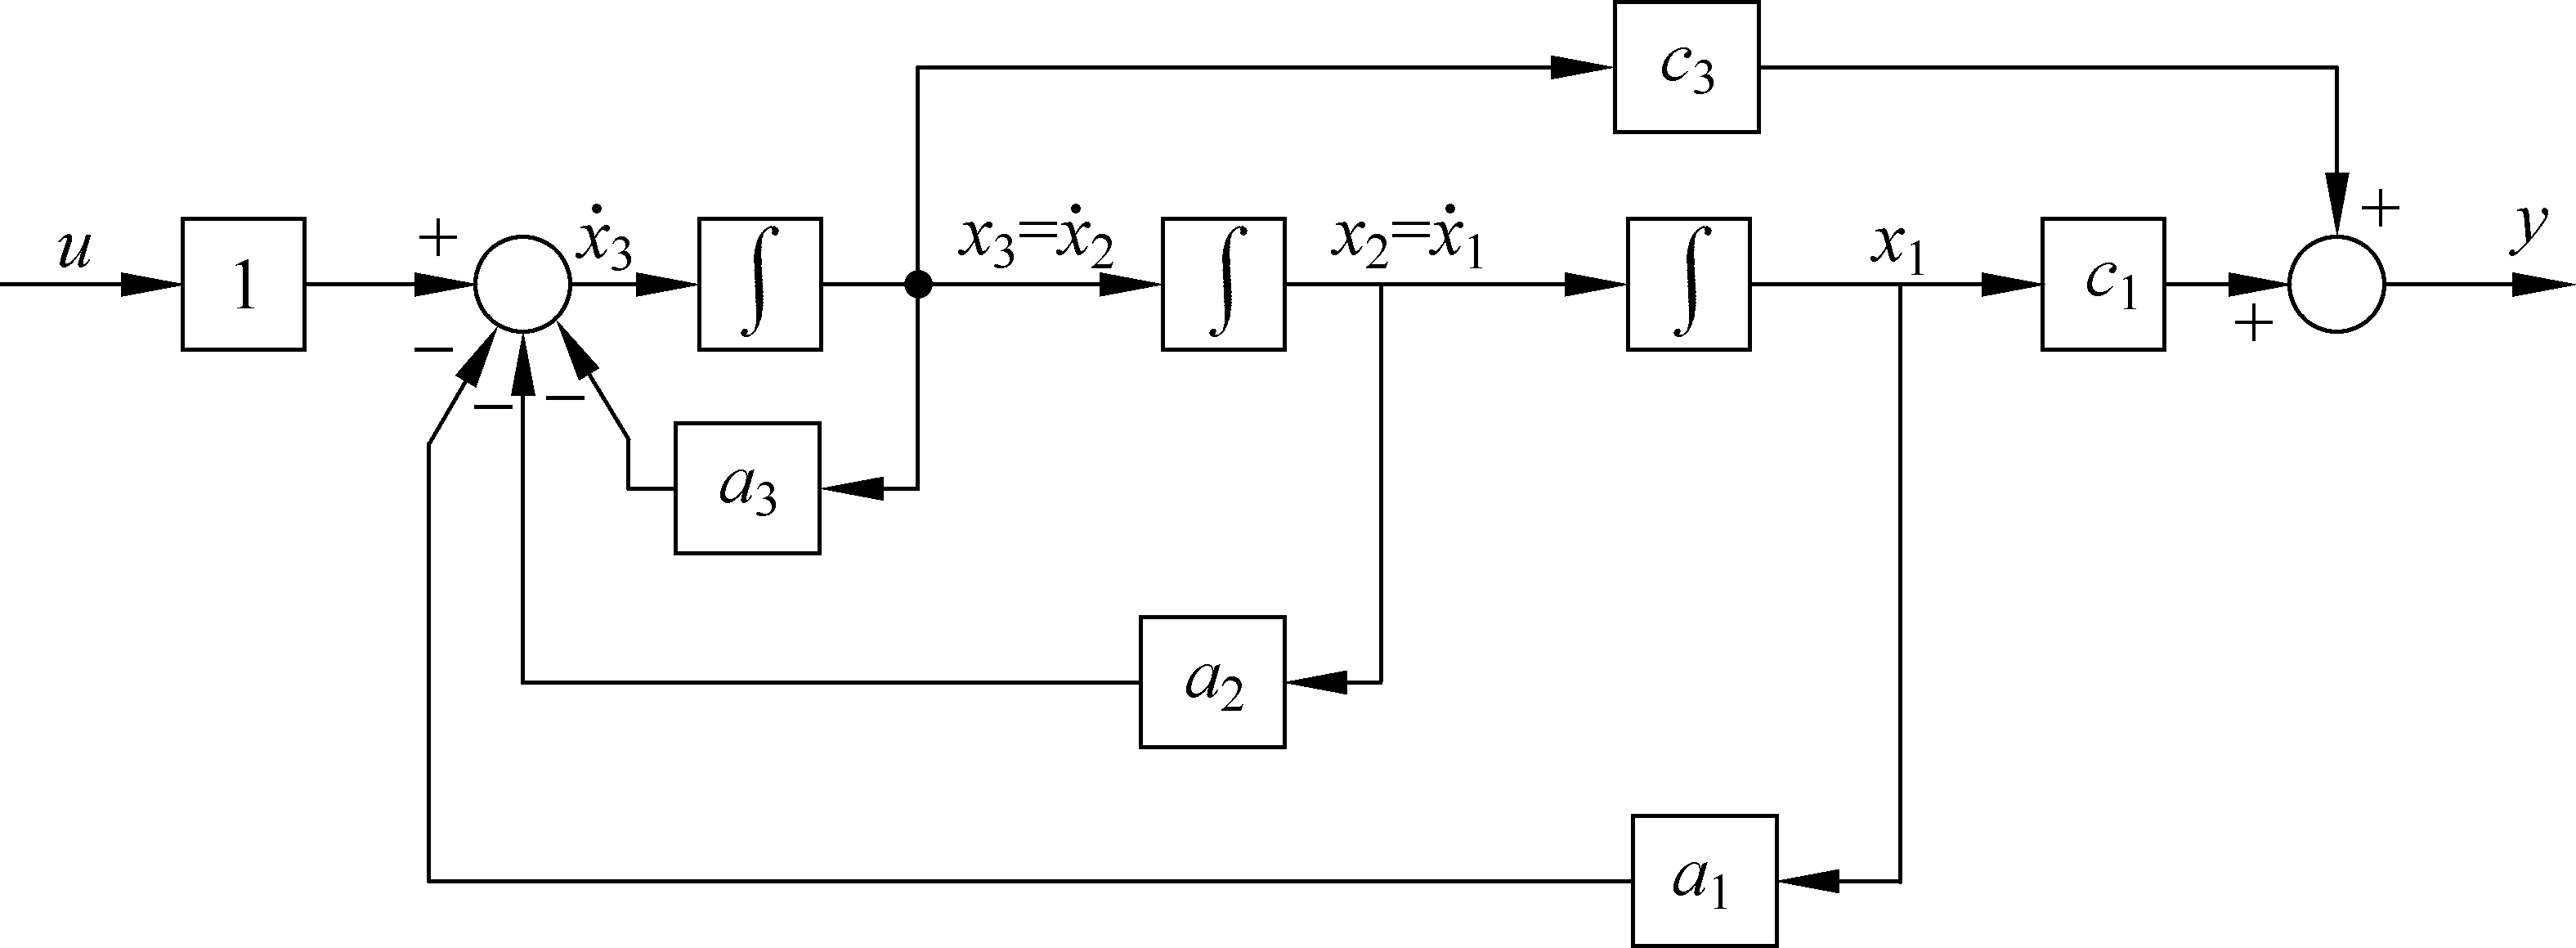 c₃
u 1 + ẋ₃ ∫ x₃=ẋ₂ ∫ x₂=ẋ₁ ∫ x₁ c₁ + + y
− − −
a₃
a₂
a₁